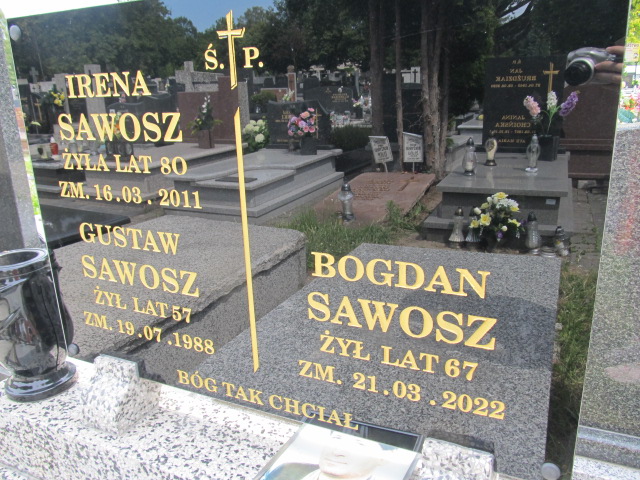 Ś. P.
IRENA
SAWOSZ
ŻYŁA LAT 80
ZM. 16.03.2011
GUSTAW
SAWOSZ
ŻYŁ LAT 57
ZM. 19.07.1988
BOGDAN
SAWOSZ
ŻYŁ LAT 67
ZM. 21.03.2022
BÓG TAK CHCIAŁ